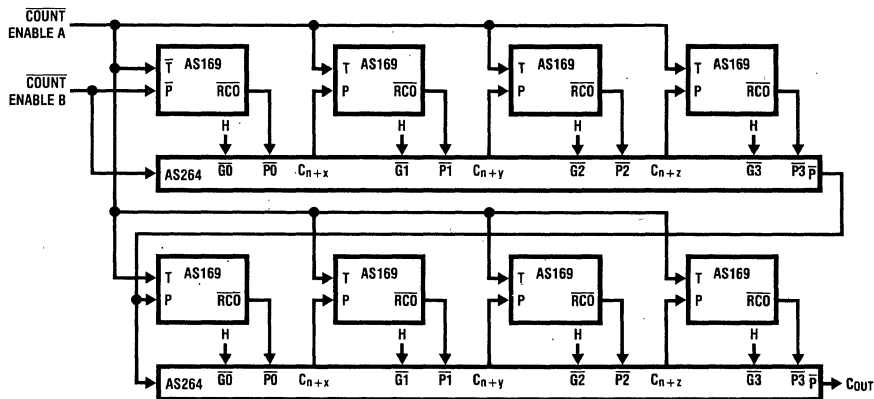 COUNT
ENABLE A
COUNT
ENABLE B
T AS169
P RCO
T AS169
P RCO
T AS169
P RCO
T AS169
P RCO
H H H H
AS264 G0 P0 Cn+x G1 P1 Cn+y G2 P2 Cn+z G3 P3 P
T AS169
P RCO
T AS169
P RCO
T AS169
P RCO
T AS169
P RCO
H H H H
AS264 G0 P0 Cn+x G1 P1 Cn+y G2 P2 Cn+z G3 P3 P COUT